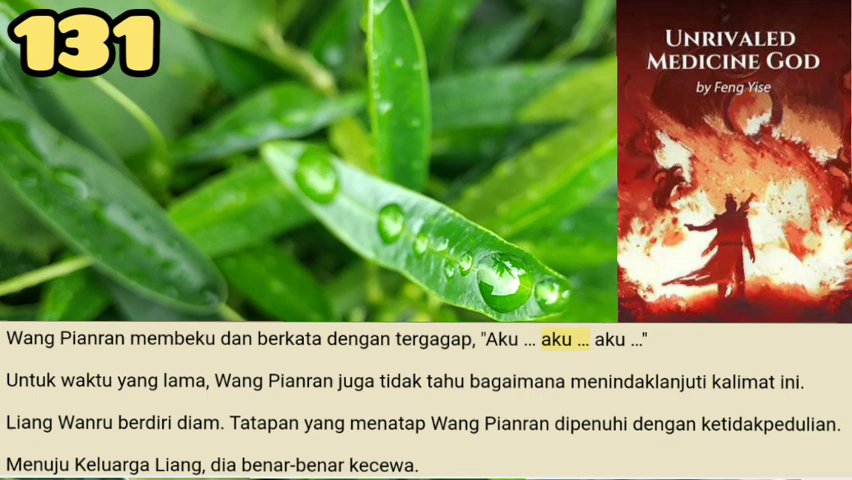 131
UNRIVALED
MEDICINE GOD
by Feng Yise
Wang Pianran membeku dan berkata dengan tergagap, "Aku ... aku ... aku ..."
Untuk waktu yang lama, Wang Pianran juga tidak tahu bagaimana menindaklanjuti kalimat ini.
Liang Wanru berdiri diam. Tatapan yang menatap Wang Pianran dipenuhi dengan ketidakpedulian.
Menuju Keluarga Liang, dia benar-benar kecewa.